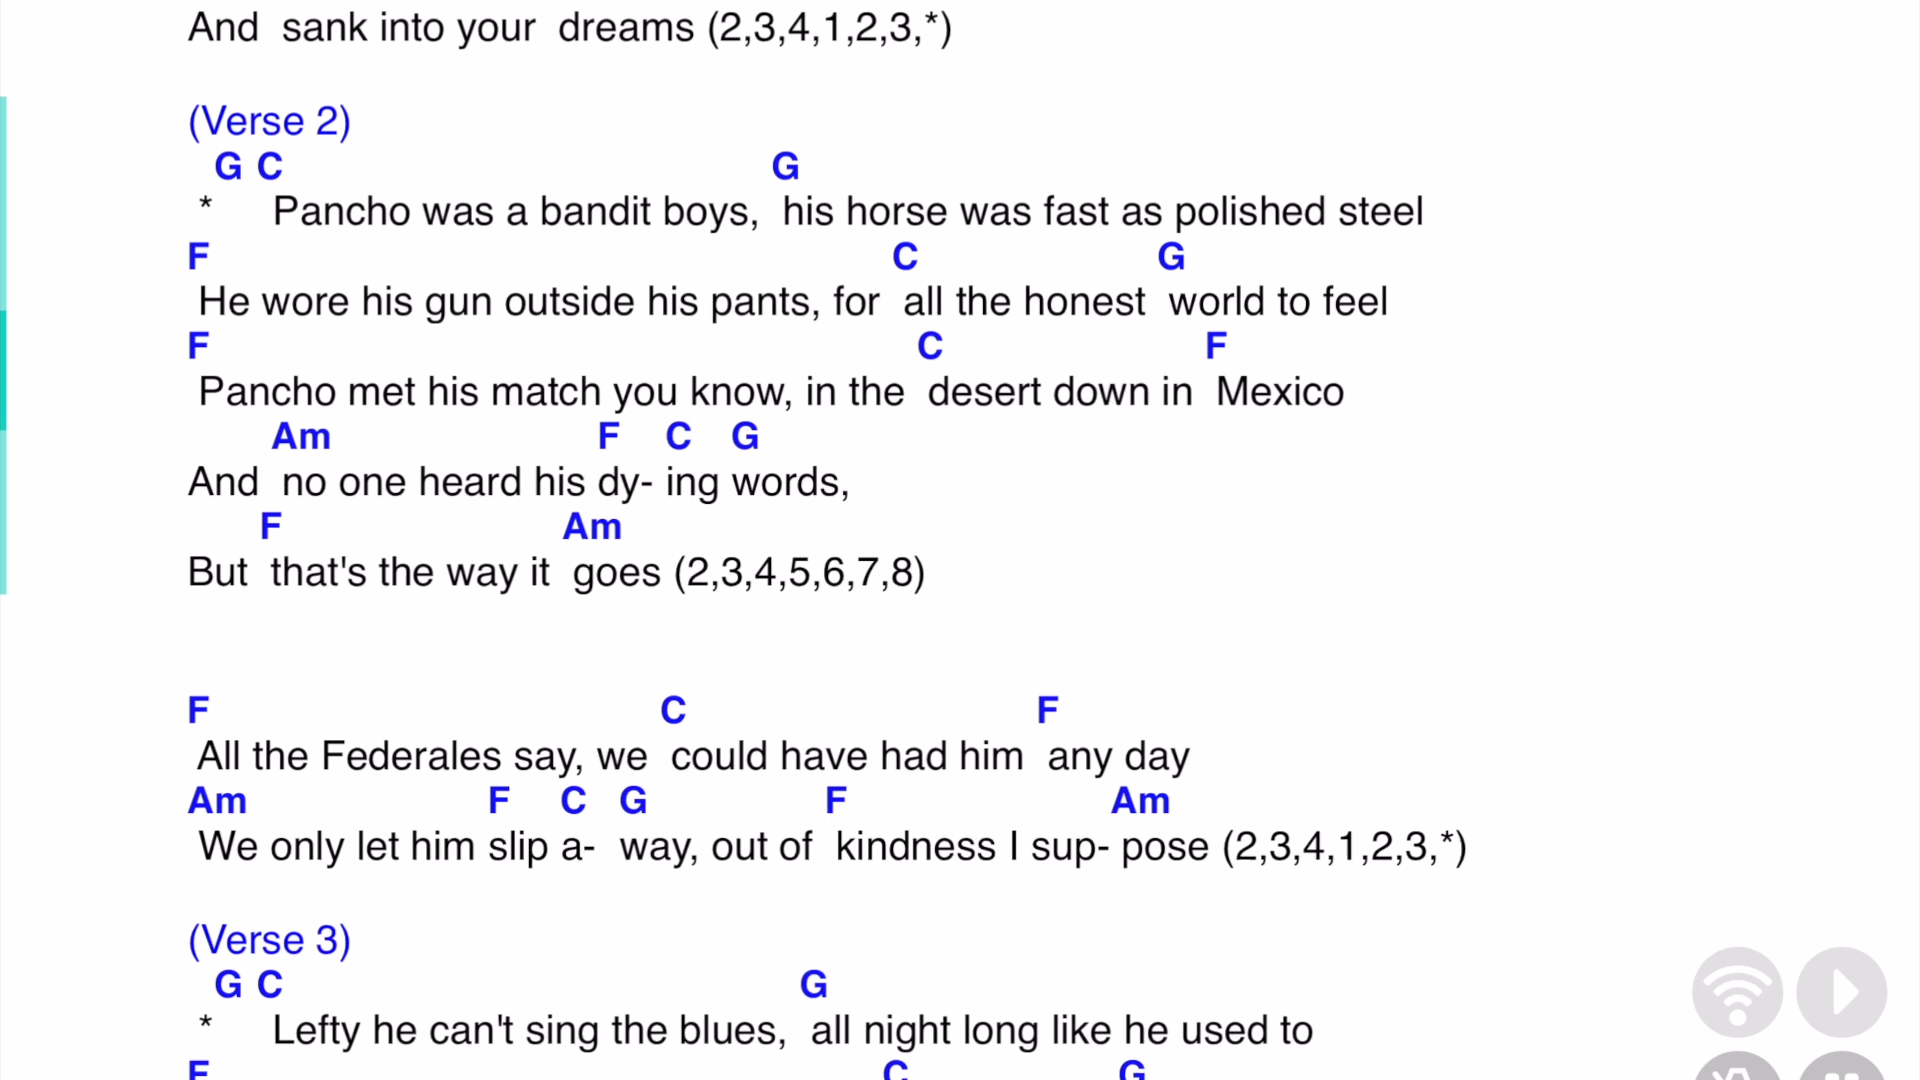 And sank into your dreams (2,3,4,1,2,3,*)
(Verse 2)
G C G
* Pancho was a bandit boys, his horse was fast as polished steel
F C G
He wore his gun outside his pants, for all the honest world to feel
F C F
Pancho met his match you know, in the desert down in Mexico
Am F C G
And no one heard his dy- ing words,
F Am
But that's the way it goes (2,3,4,5,6,7,8)
F C F
All the Federales say, we could have had him any day
Am F C G F Am
We only let him slip a- way, out of kindness I sup- pose (2,3,4,1,2,3,*)
(Verse 3)
G C G
* Lefty he can't sing the blues, all night long like he used to
F C G